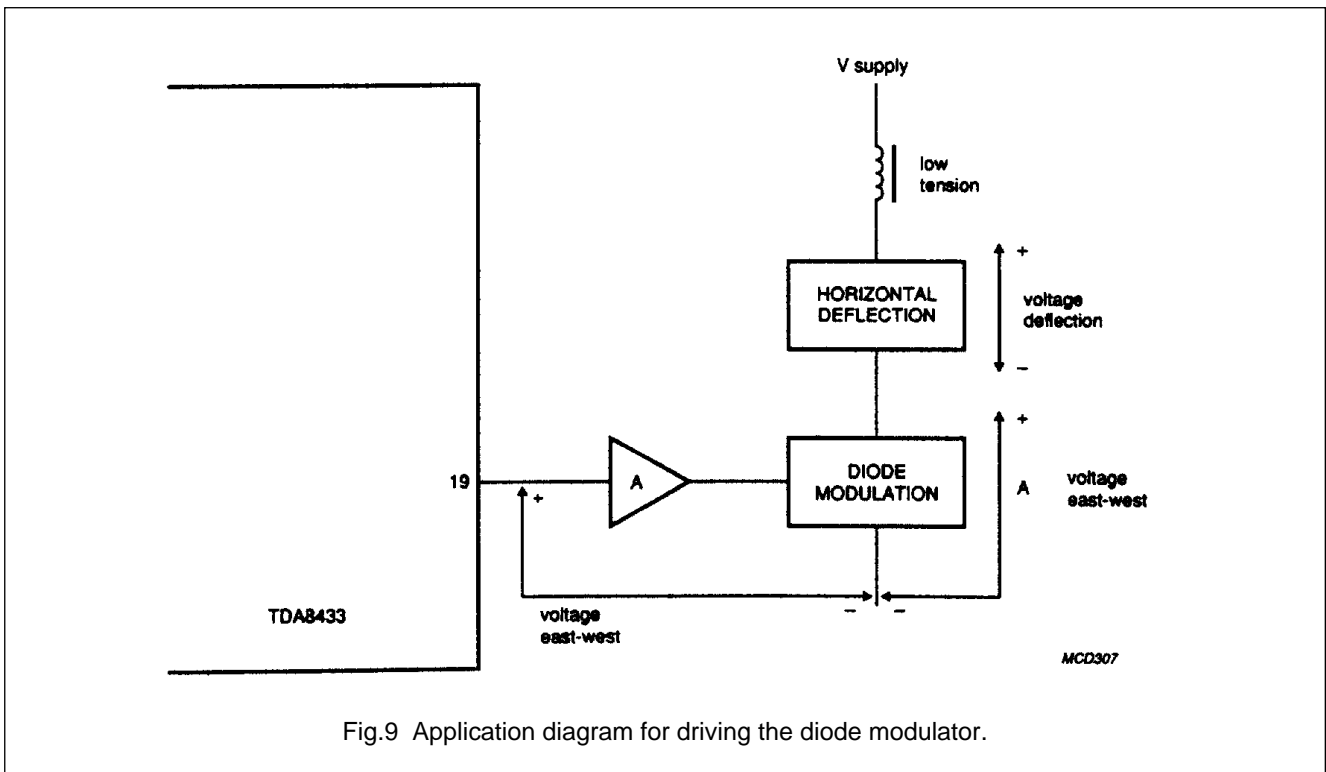 V supply
low
tension
+
HORIZONTAL
DEFLECTION
voltage
deflection
–
+
19
A
DIODE
MODULATION
A
voltage
east-west
+
–
–
TDA8433
voltage
east-west
MCD307
Fig.9 Application diagram for driving the diode modulator.